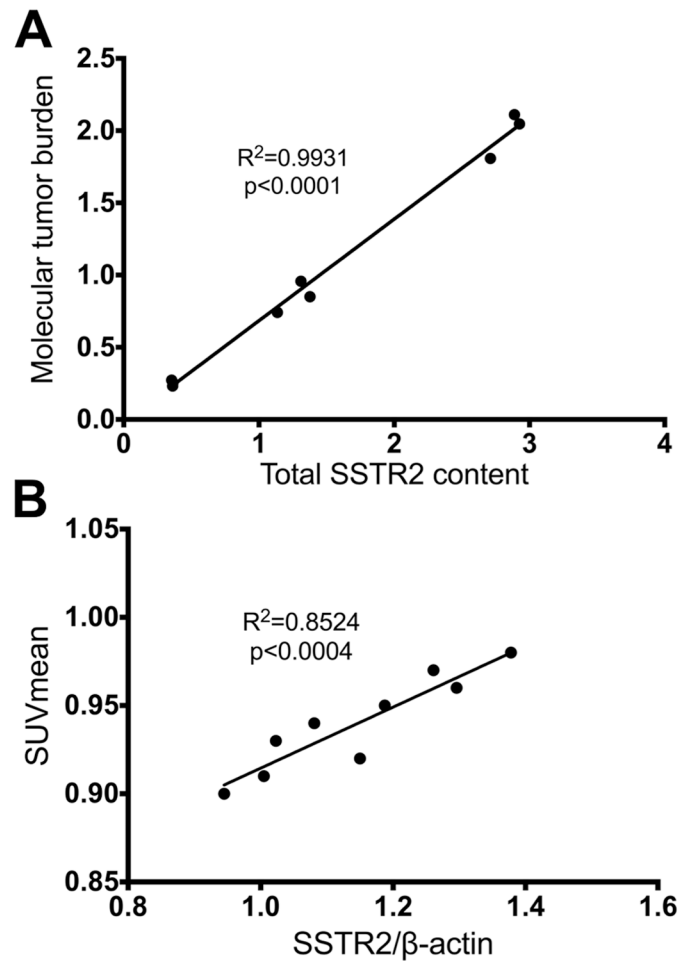 A
Molecular tumor burden
2.5
2.0
1.5
1.0
0.5
0.0
R²=0.9931
p<0.0001
0 1 2 3 4
Total SSTR2 content
B
SUVmean
1.05
1.00
0.95
0.90
0.85
R²=0.8524
p<0.0004
0.8 1.0 1.2 1.4 1.6
SSTR2/β-actin